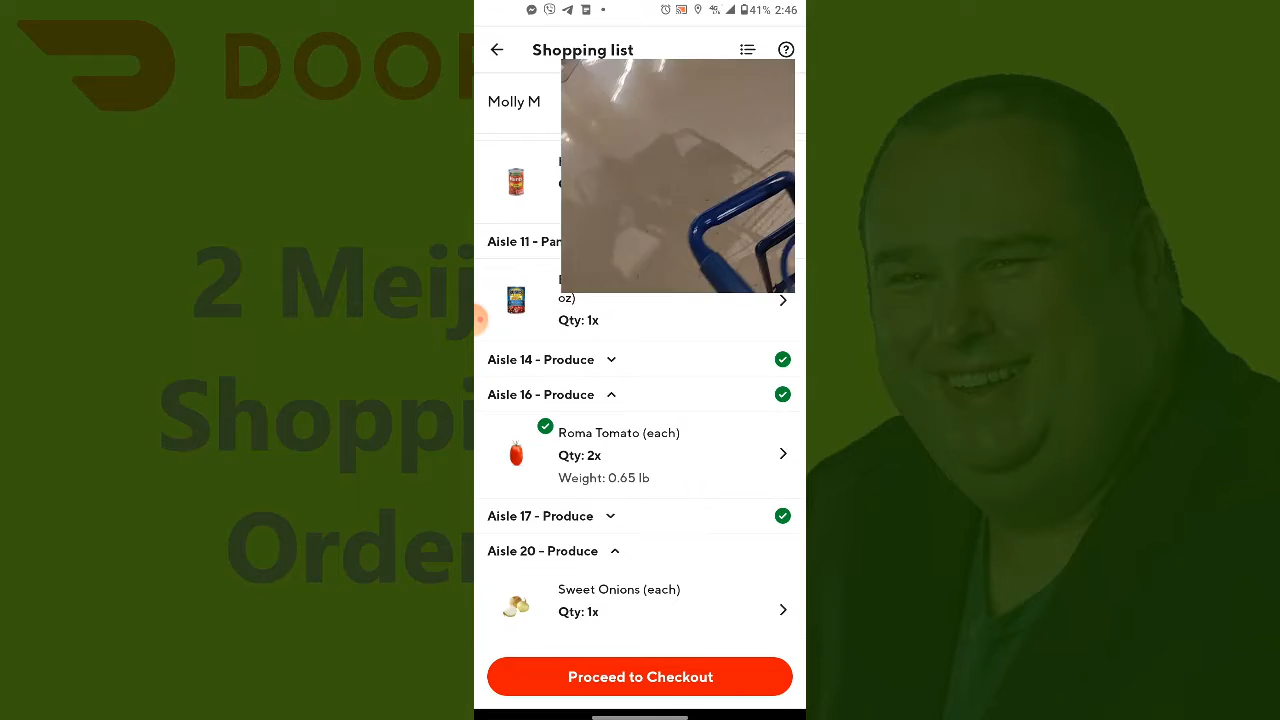 DOOR
2 Meij
Shoppi
Order
41% 2:46
Shopping list
Molly M
Aisle 11 - Par
oz)
Qty: 1x
Aisle 14 - Produce
Aisle 16 - Produce
Roma Tomato (each)
Qty: 2x
Weight: 0.65 lb
Aisle 17 - Produce
Aisle 20 - Produce
Sweet Onions (each)
Qty: 1x
Proceed to Checkout